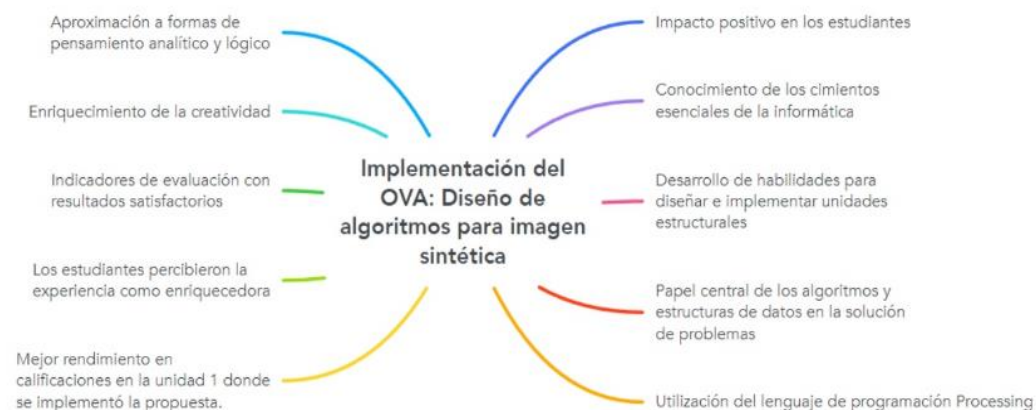 Aproximación a formas de
pensamiento analítico y lógico
Enriquecimiento de la creatividad
Indicadores de evaluación con
resultados satisfactorios
Los estudiantes percibieron la
experiencia como enriquecedora
Mejor rendimiento en
calificaciones en la unidad 1 donde
se implementó la propuesta.
Implementación del
OVA: Diseño de
algoritmos para imagen
sintética
Impacto positivo en los estudiantes
Conocimiento de los cimientos
esenciales de la informática
Desarrollo de habilidades para
diseñar e implementar unidades
estructurales
Papel central de los algoritmos y
estructuras de datos en la solución
de problemas
Utilización del lenguaje de programación Processing